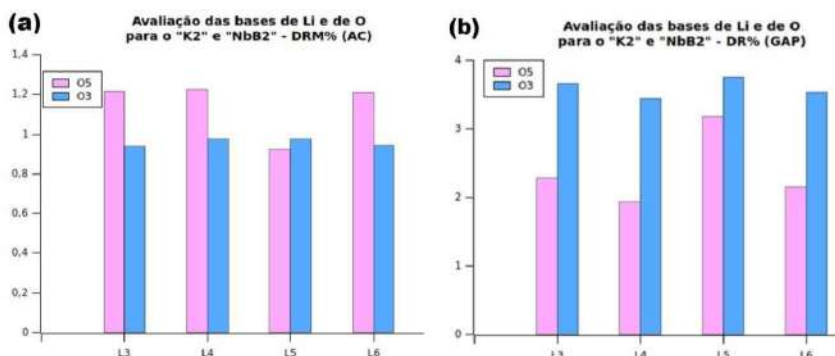 (a)
Avaliação das bases de Li e de O
para o "K2" e "NbB2" - DRM% (AC)
1,4
1.2
1
0.8
0.6
0.4
0,2
0
O5
O3
L3
L4
L5
L6
(b)
Avaliação das bases de Li e de O
para o "K2" e "NbB2" - DR% (GAP)
4
3
2
1
0
O5
O3
L3
L4
L5
L6